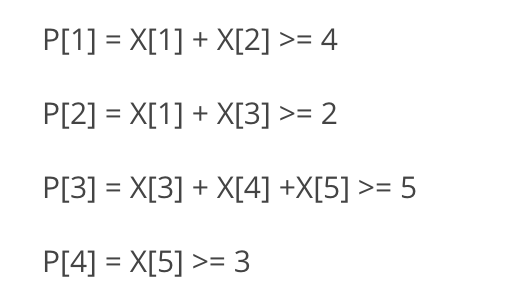 P[1] = X[1] + X[2] >= 4
P[2] = X[1] + X[3] >= 2
P[3] = X[3] + X[4] +X[5] >= 5
P[4] = X[5] >= 3